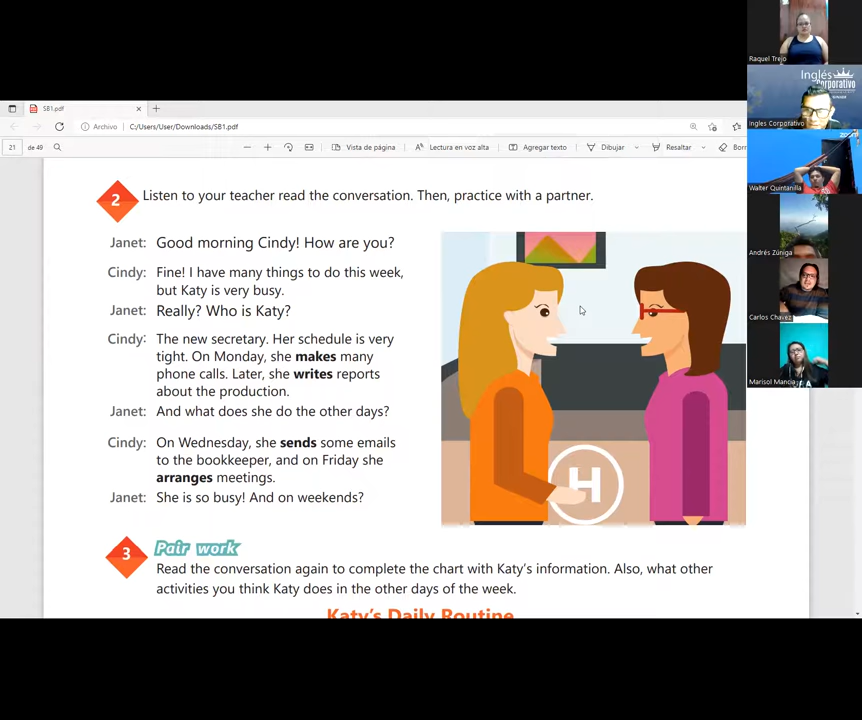 SB1.pdf
Archivo
C:/Users/User/Downloads/SB1.pdf
21
de 49
Vista de página
Lectura en voz alta
Agregar texto
Dibujar
Resaltar
Borr
2
Listen to your teacher read the conversation. Then, practice with a partner.
Janet: Good morning Cindy! How are you?
Cindy: Fine! I have many things to do this week,
but Katy is very busy.
Janet: Really? Who is Katy?
Cindy: The new secretary. Her schedule is very
tight. On Monday, she makes many
phone calls. Later, she writes reports
about the production.
Janet: And what does she do the other days?
Cindy: On Wednesday, she sends some emails
to the bookkeeper, and on Friday she
arranges meetings.
Janet: She is so busy! And on weekends?
H
3
Pair work
Read the conversation again to complete the chart with Katy's information. Also, what other
activities you think Katy does in the other days of the week.
Katy's Daily Routine
Raquel Trejo
Inglés
Corporativo
Ingles Corporativo
zoom
Walter Quintanilla
Andrés Zúniga
Carlos Chavez
Marisol Mancia